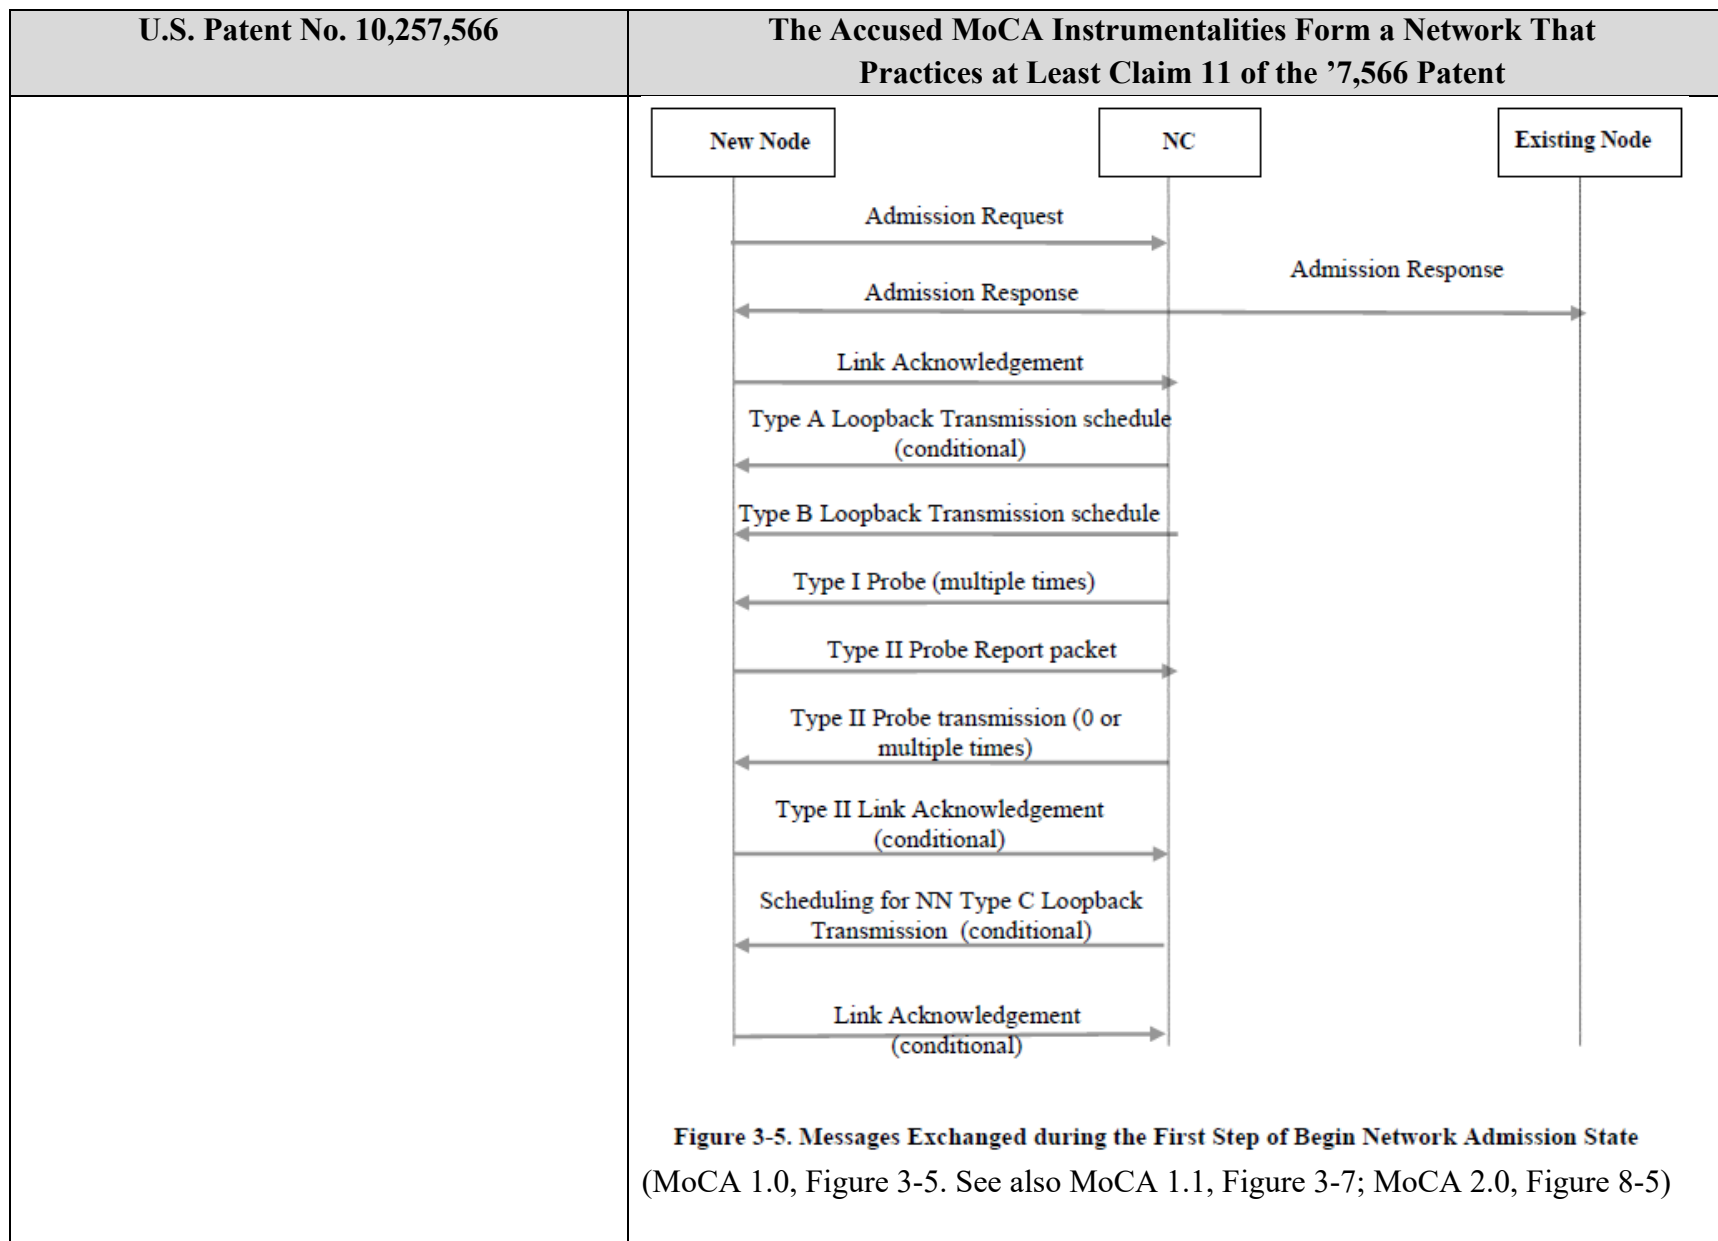 U.S. Patent No. 10,257,566
The Accused MoCA Instrumentalities Form a Network That
Practices at Least Claim 11 of the ’7,566 Patent
New Node
NC
Existing Node
Admission Request
Admission Response
Admission Response
Link Acknowledgement
Type A Loopback Transmission schedule
(conditional)
Type B Loopback Transmission schedule
Type I Probe (multiple times)
Type II Probe Report packet
Type II Probe transmission (0 or
multiple times)
Type II Link Acknowledgement
(conditional)
Scheduling for NN Type C Loopback
Transmission (conditional)
Link Acknowledgement
(conditional)
Figure 3-5. Messages Exchanged during the First Step of Begin Network Admission State
(MoCA 1.0, Figure 3-5. See also MoCA 1.1, Figure 3-7; MoCA 2.0, Figure 8-5)